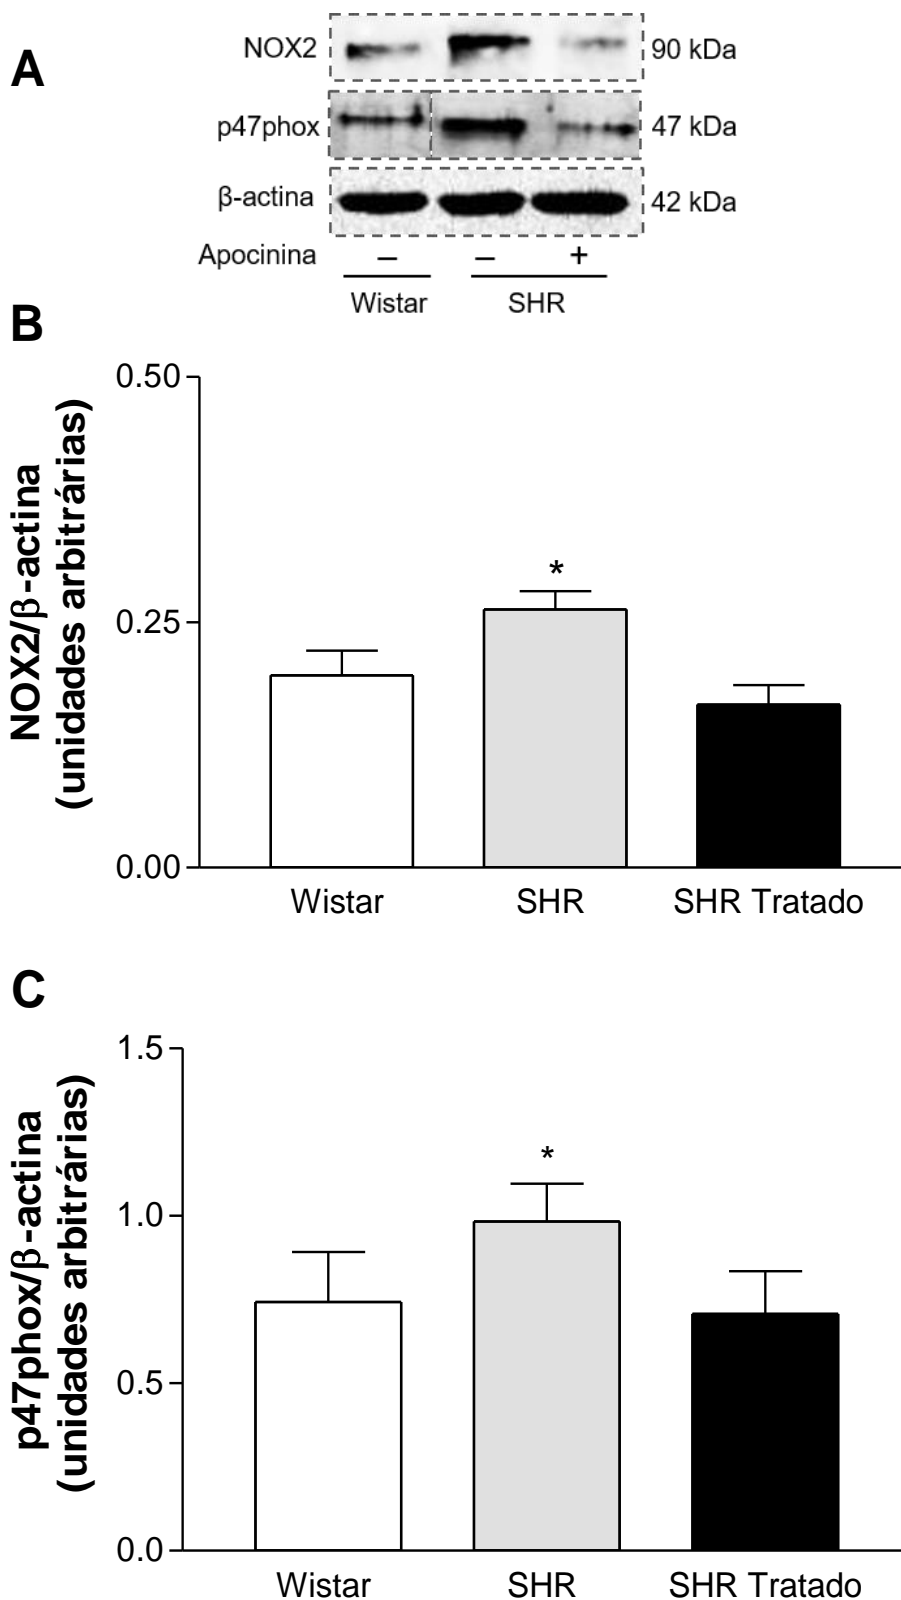 A
NOX2 90 kDa
p47phox 47 kDa
β-actina 42 kDa
Apocinina – – +
Wistar SHR
B
NOX2/β-actina
(unidades arbitrárias)
0.50
*
0.25
0.00
Wistar SHR SHR Tratado
C
p47phox/β-actina
(unidades arbitrárias)
1.5
*
1.0
0.5
0.0
Wistar SHR SHR Tratado